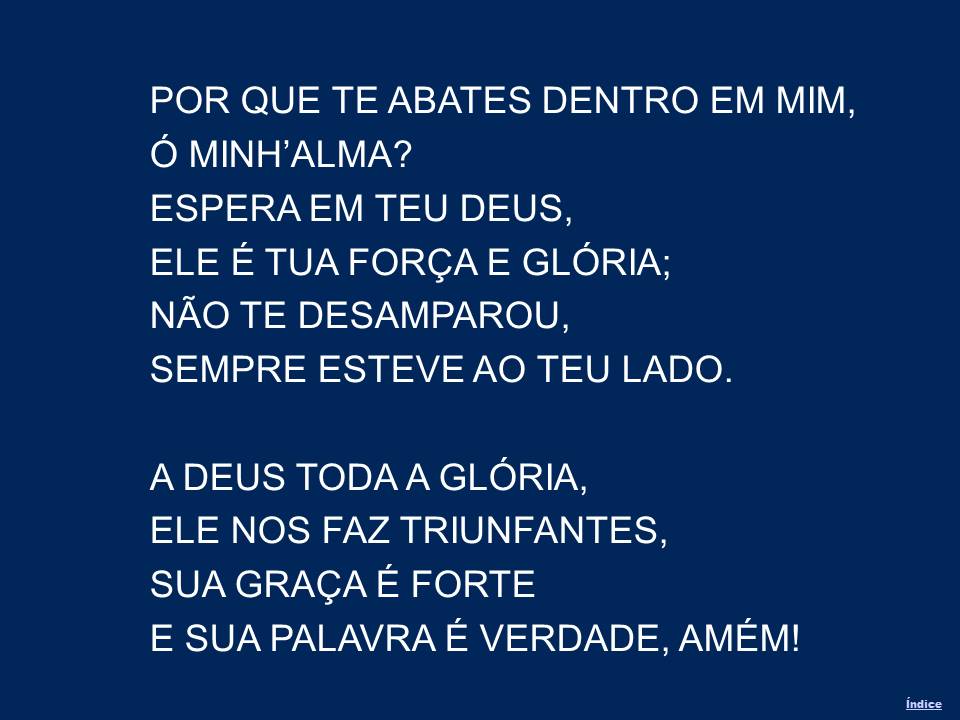 POR QUE TE ABATES DENTRO EM MIM,
Ó MINH’ALMA?
ESPERA EM TEU DEUS,
ELE É TUA FORÇA E GLÓRIA;
NÃO TE DESAMPAROU,
SEMPRE ESTEVE AO TEU LADO.
A DEUS TODA A GLÓRIA,
ELE NOS FAZ TRIUNFANTES,
SUA GRAÇA É FORTE
E SUA PALAVRA É VERDADE, AMÉM!
Índice